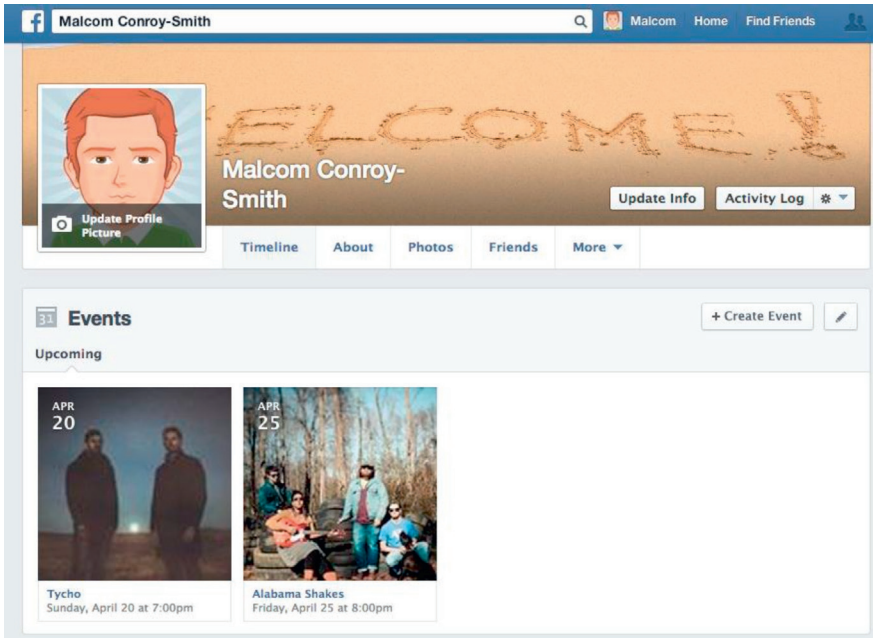 f
Malcom Conroy-Smith
Malcom Home Find Friends
WELCOME!
Malcom Conroy-
Smith
Update Profile
Picture
Update Info
Activity Log
Timeline About Photos Friends More
31 Events
+ Create Event
Upcoming
APR
20
APR
25
Tycho
Sunday, April 20 at 7:00pm
Alabama Shakes
Friday, April 25 at 8:00pm